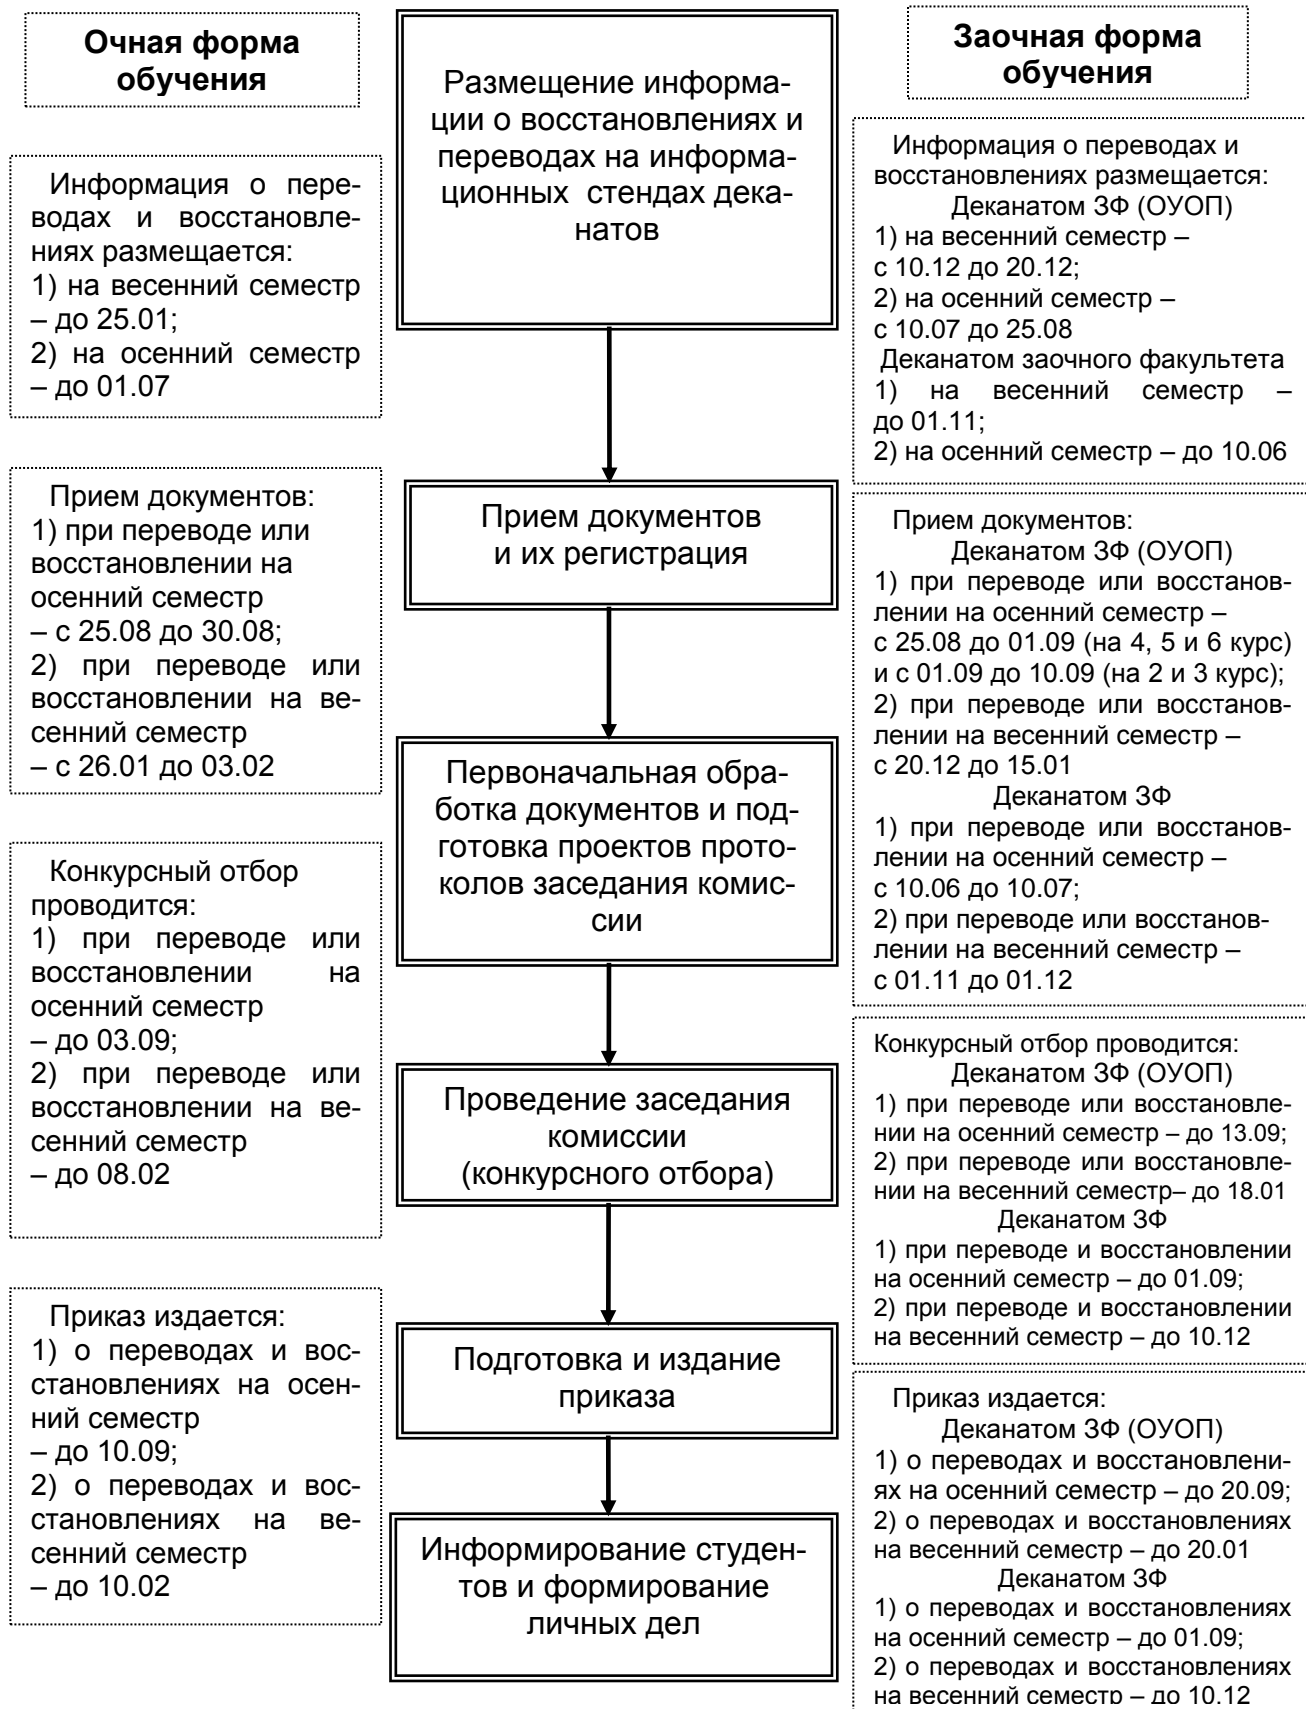 Очная форма
обучения
Информация о пере-
водах и восстановле-
ниях размещается:
1) на весенний семестр
– до 25.01;
2) на осенний семестр
– до 01.07
Прием документов:
1) при переводе или
восстановлении на
осенний семестр
– с 25.08 до 30.08;
2) при переводе или
восстановлении на ве-
сенний семестр
– с 26.01 до 03.02
Конкурсный отбор
проводится:
1) при переводе или
восстановлении на
осенний семестр
– до 03.09;
2) при переводе или
восстановлении на ве-
сенний семестр
– до 08.02
Приказ издается:
1) о переводах и вос-
становлениях на осен-
ний семестр
– до 10.09;
2) о переводах и вос-
становлениях на ве-
сенний семестр
– до 10.02
Размещение информа-
ции о восстановлениях и
переводах на информа-
ционных стендах дека-
натов
Прием документов
и их регистрация
Первоначальная обра-
ботка документов и под-
готовка проектов прото-
колов заседания комис-
сии
Проведение заседания
комиссии
(конкурсного отбора)
Подготовка и издание
приказа
Информирование студен-
тов и формирование
личных дел
Заочная форма
обучения
Информация о переводах и
восстановлениях размещается:
Деканатом ЗФ (ОУОП)
1) на весенний семестр –
с 10.12 до 20.12;
2) на осенний семестр –
с 10.07 до 25.08
Деканатом заочного факультета
1) на весенний семестр –
до 01.11;
2) на осенний семестр – до 10.06
Прием документов:
Деканатом ЗФ (ОУОП)
1) при переводе или восстанов-
лении на осенний семестр –
с 25.08 до 01.09 (на 4, 5 и 6 курс)
и с 01.09 до 10.09 (на 2 и 3 курс);
2) при переводе или восстанов-
лении на весенний семестр –
с 20.12 до 15.01
Деканатом ЗФ
1) при переводе или восстанов-
лении на осенний семестр –
с 10.06 до 10.07;
2) при переводе или восстанов-
лении на весенний семестр –
с 01.11 до 01.12
Конкурсный отбор проводится:
Деканатом ЗФ (ОУОП)
1) при переводе или восстановле-
нии на осенний семестр – до 13.09;
2) при переводе или восстановле-
нии на весенний семестр– до 18.01
Деканатом ЗФ
1) при переводе и восстановлении
на осенний семестр – до 01.09;
2) при переводе и восстановлении
на весенний семестр – до 10.12
Приказ издается:
Деканатом ЗФ (ОУОП)
1) о переводах и восстановлени-
ях на осенний семестр – до 20.09;
2) о переводах и восстановлениях
на весенний семестр – до 20.01
Деканатом ЗФ
1) о переводах и восстановлениях
на осенний семестр – до 01.09;
2) о переводах и восстановлениях
на весенний семестр – до 10.12